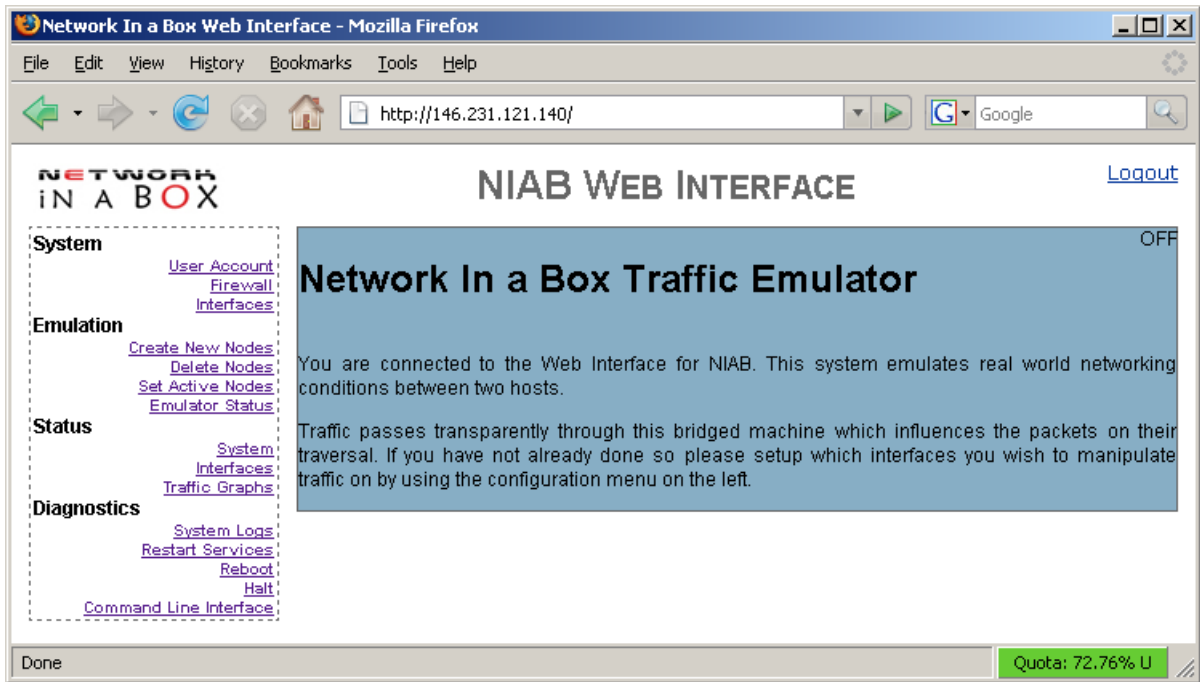 Network In a Box Web Interface - Mozilla Firefox
File Edit View History Bookmarks Tools Help
http://146.231.121.140/
G Google
NETWORK
iN A BOX
NIAB WEB INTERFACE
Logout
System
User Account
Firewall
Interfaces
Emulation
Create New Nodes
Delete Nodes
Set Active Nodes
Emulator Status
Status
System
Interfaces
Traffic Graphs
Diagnostics
System Logs
Restart Services
Reboot
Halt
Command Line Interface
OFF
Network In a Box Traffic Emulator
You are connected to the Web Interface for NIAB. This system emulates real world networking
conditions between two hosts.
Traffic passes transparently through this bridged machine which influences the packets on their
traversal. If you have not already done so please setup which interfaces you wish to manipulate
traffic on by using the configuration menu on the left.
Done
Quota: 72.76% U